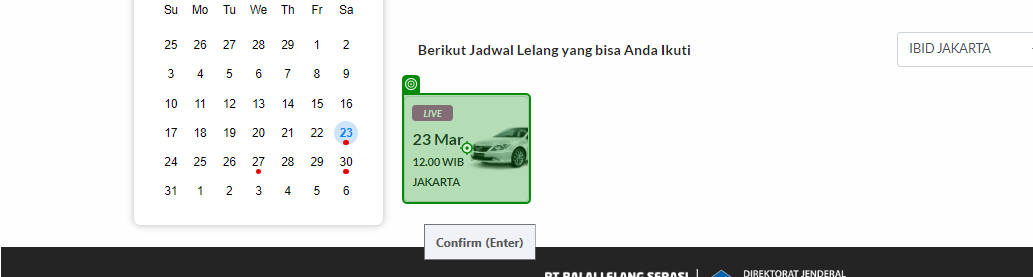 Su Mo Tu We Th Fr Sa
25 26 27 28 29 1 2
3 4 5 6 7 8 9
10 11 12 13 14 15 16
17 18 19 20 21 22 23
24 25 26 27 28 29 30
31 1 2 3 4 5 6
Berikut Jadwal Lelang yang bisa Anda Ikuti
IBID JAKARTA
LIVE
23 Mar
12.00 WIB
JAKARTA
Confirm (Enter)
PT BALAI LELANG SERASI
DIREKTORAT JENDERAL